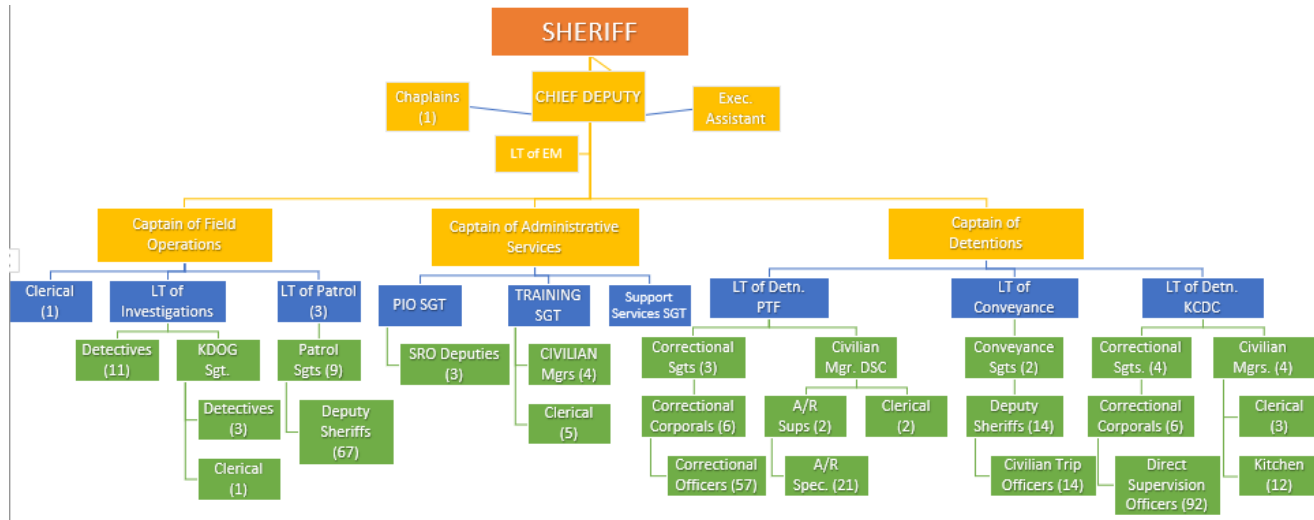 SHERIFF
CHIEF DEPUTY
Chaplains
(1)
Exec.
Assistant
LT of EM
Captain of Field
Operations
Captain of Administrative
Services
Captain of
Detentions
Clerical
(1)
LT of
Investigations
LT of Patrol
(3)
PIO SGT
TRAINING
SGT
Support
Services SGT
LT of Detn.
PTF
LT of
Conveyance
LT of Detn.
KCDC
Detectives
(11)
KDOG
Sgt.
Patrol
Sgts (9)
SRO Deputies
(3)
CIVILIAN
Mgrs (4)
Correctional
Sgts (3)
Civilian
Mgr. DSC
Conveyance
Sgts (2)
Correctional
Sgts. (4)
Civilian
Mgrs. (4)
Detectives
(3)
Deputy
Sheriffs
(67)
Clerical
(5)
Correctional
Corporals (6)
A/R
Sups (2)
Clerical
(2)
Deputy
Sheriffs (14)
Correctional
Corporals (6)
Clerical
(3)
Clerical
(1)
Correctional
Officers (57)
A/R
Spec. (21)
Civilian Trip
Officers (14)
Direct
Supervision
Officers (92)
Kitchen
(12)